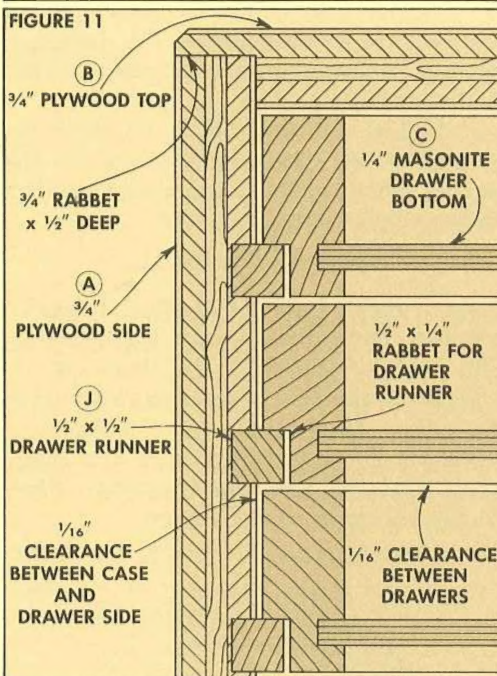 FIGURE 11
B
3/4" PLYWOOD TOP
3/4" RABBET
x 1/2" DEEP
A
3/4"
PLYWOOD SIDE
J
1/2" x 1/2"
DRAWER RUNNER
1/16"
CLEARANCE
BETWEEN CASE
AND
DRAWER SIDE
C
1/4" MASONITE
DRAWER
BOTTOM
1/2" x 1/4"
RABBET FOR
DRAWER
RUNNER
1/16" CLEARANCE
BETWEEN
DRAWERS